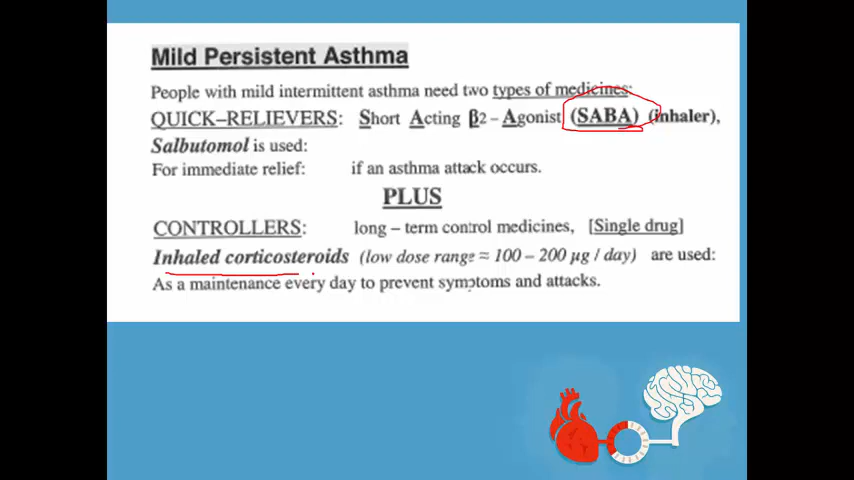 Mild Persistent Asthma
People with mild intermittent asthma need two types of medicines:
QUICK–RELIEVERS: Short Acting β2 – Agonist (SABA) (inhaler),
Salbutomol is used:
For immediate relief: if an asthma attack occurs.
PLUS
CONTROLLERS: long – term control medicines, [Single drug]
Inhaled corticosteroids (low dose range ≈ 100 – 200 µg / day) are used:
As a maintenance every day to prevent symptoms and attacks.